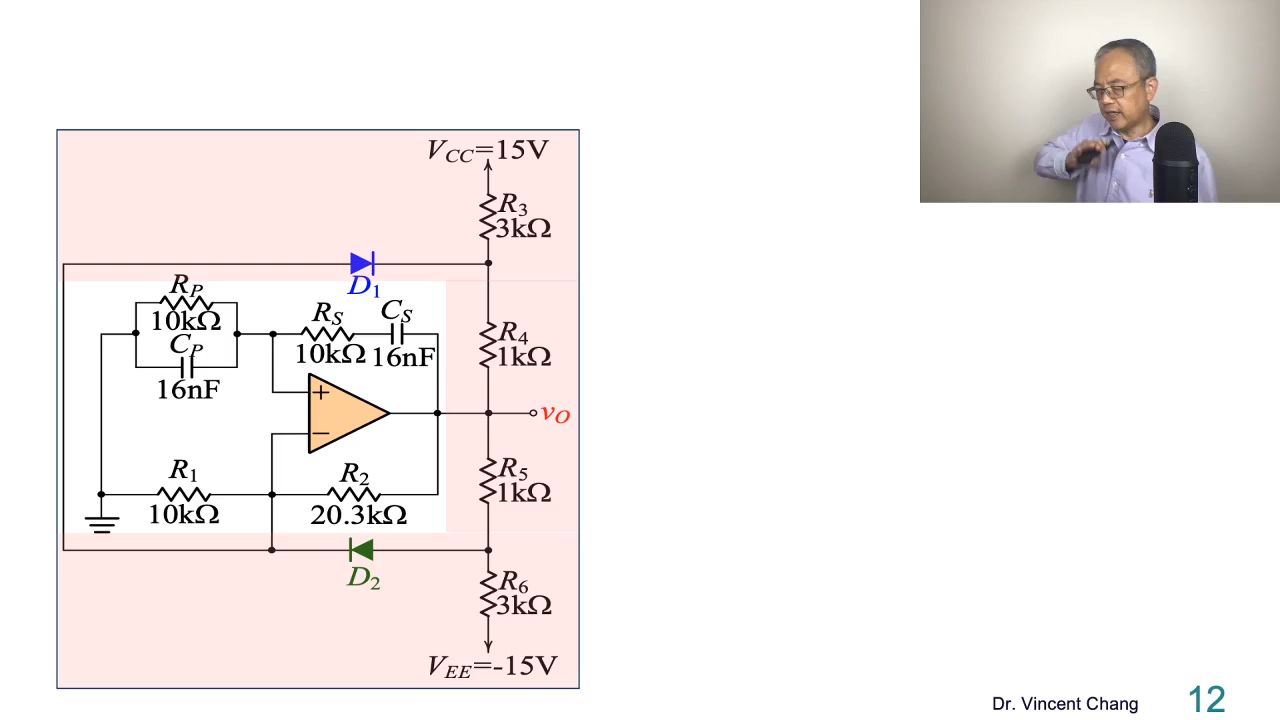 VCC=15V
R3
3kΩ
D1
RP
10kΩ
CP
16nF
RS
10kΩ
CS
16nF
R4
1kΩ
+
−
vO
R1
10kΩ
R2
20.3kΩ
R5
1kΩ
D2
R6
3kΩ
VEE=-15V
Dr. Vincent Chang
12